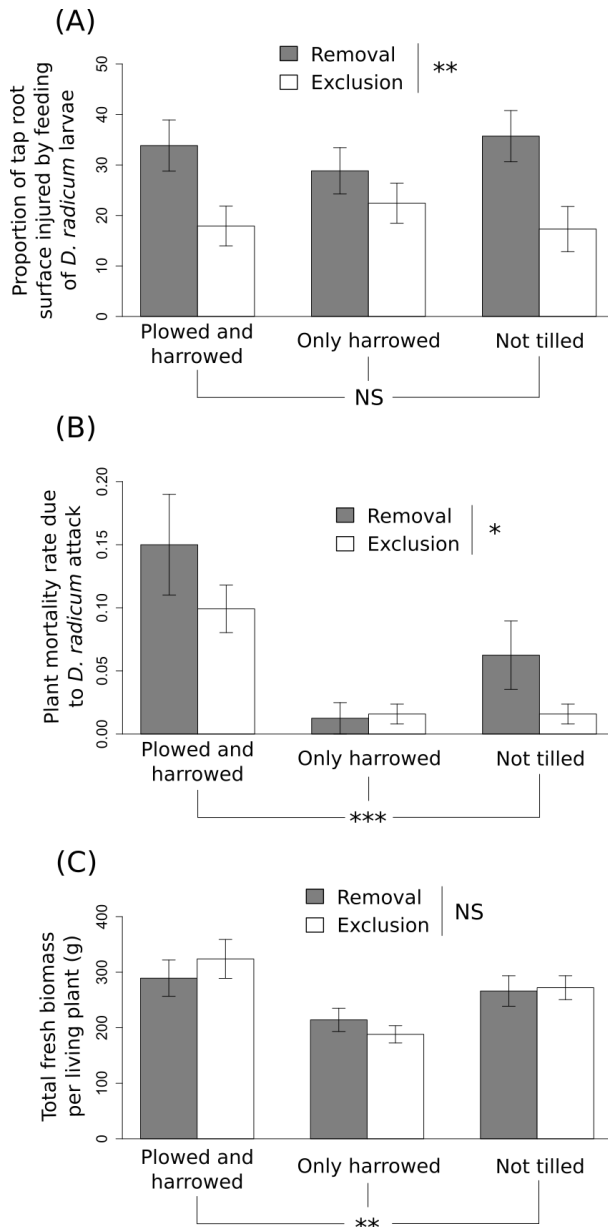 (A)
Removal
Exclusion
**
Proportion of tap root
surface injured by feeding
of D. radicum larvae
50
40
30
20
10
0
Plowed and
harrowed
Only harrowed
Not tilled
NS
(B)
Removal
Exclusion
*
Plant mortality rate due
to D. radicum attack
0.20
0.15
0.10
0.05
0.00
Plowed and
harrowed
Only harrowed
Not tilled
***
(C)
Removal
Exclusion
NS
Total fresh biomass
per living plant (g)
400
300
200
100
0
Plowed and
harrowed
Only harrowed
Not tilled
**